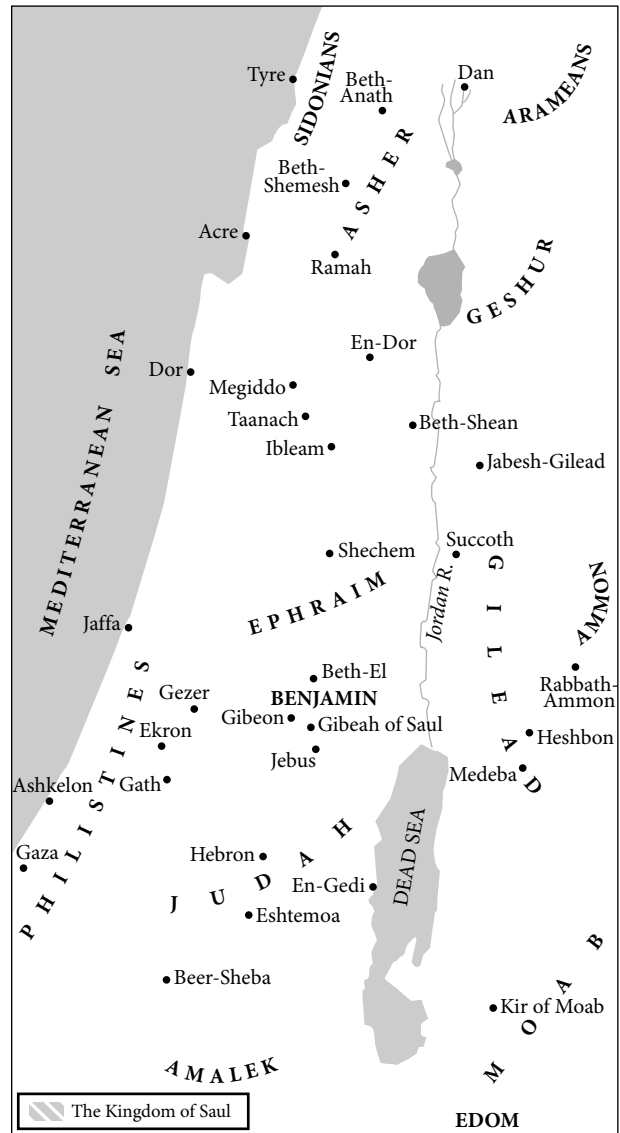 Tyre
SIDONIANS
Beth-
Anath
Dan
ARAMEANS
Beth-
Shemesh
ASHER
Acre
Ramah
GESHUR
En-Dor
Dor
Megiddo
MEDITERRANEAN SEA
Taanach
Beth-Shean
Ibleam
Jabesh-Gilead
Shechem
Succoth
GILEAD
Jordan R.
EPHRAIM
AMMON
Jaffa
Beth-El
Rabbath-
Ammon
BENJAMIN
Gezer
Gibeon
Gibeah of Saul
Heshbon
Ekron
Jebus
Medeba
PHILISTINES
Gath
Ashkelon
DEAD SEA
Gaza
Hebron
JUDAH
En-Gedi
Eshtemoa
Beer-Sheba
Kir of Moab
MOAB
AMALEK
The Kingdom of Saul
EDOM